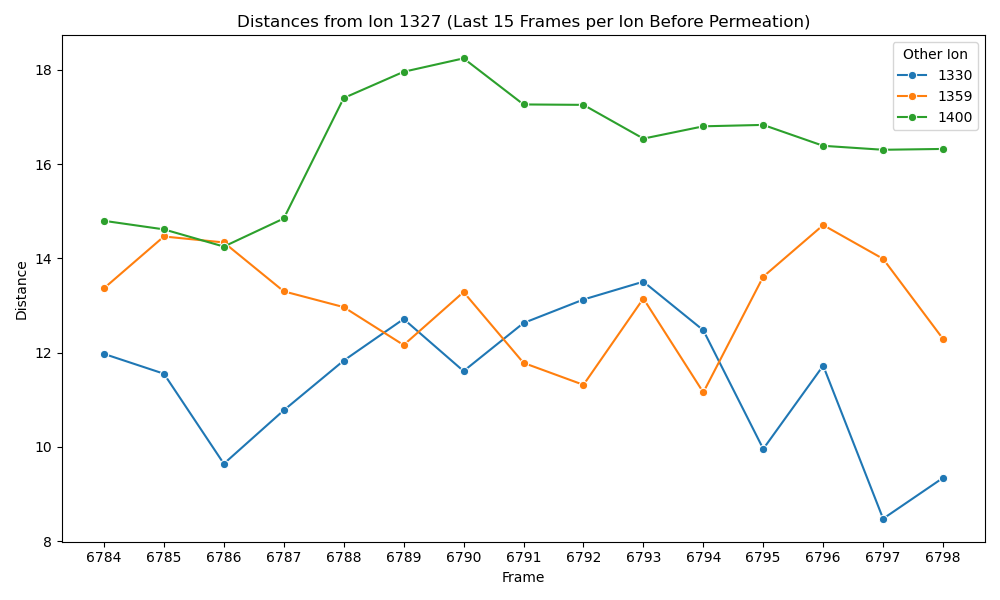 Distances from Ion 1327 (Last 15 Frames per Ion Before Permeation)
Other Ion
1330
1359
1400
18
16
14
12
10
8
Distance
6784 6785 6786 6787 6788 6789 6790 6791 6792 6793 6794 6795 6796 6797 6798
Frame